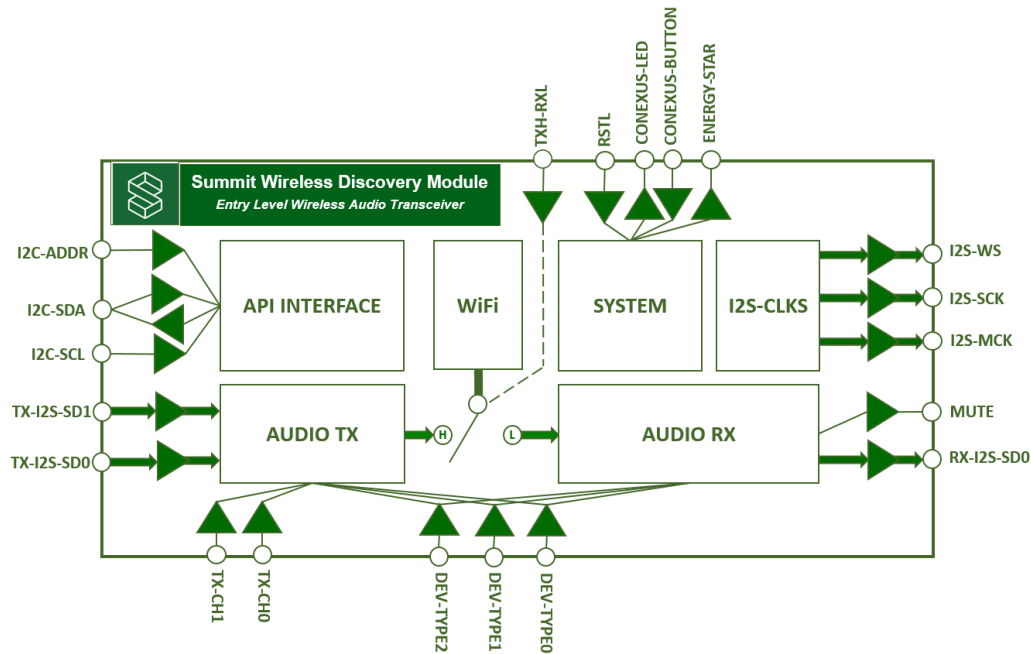 TXH-RXL
RSTL
CONEXUS-LED
CONEXUS-BUTTON
ENERGY-STAR
Summit Wireless Discovery Module
Entry Level Wireless Audio Transceiver
I2C-ADDR
I2C-SDA
I2C-SCL
API INTERFACE
WiFi
SYSTEM
I2S-CLKS
I2S-WS
I2S-SCK
I2S-MCK
TX-I2S-SD1
TX-I2S-SD0
AUDIO TX
H
L
AUDIO RX
MUTE
RX-I2S-SD0
TX-CH1
TX-CH0
DEV-TYPE2
DEV-TYPE1
DEV-TYPE0